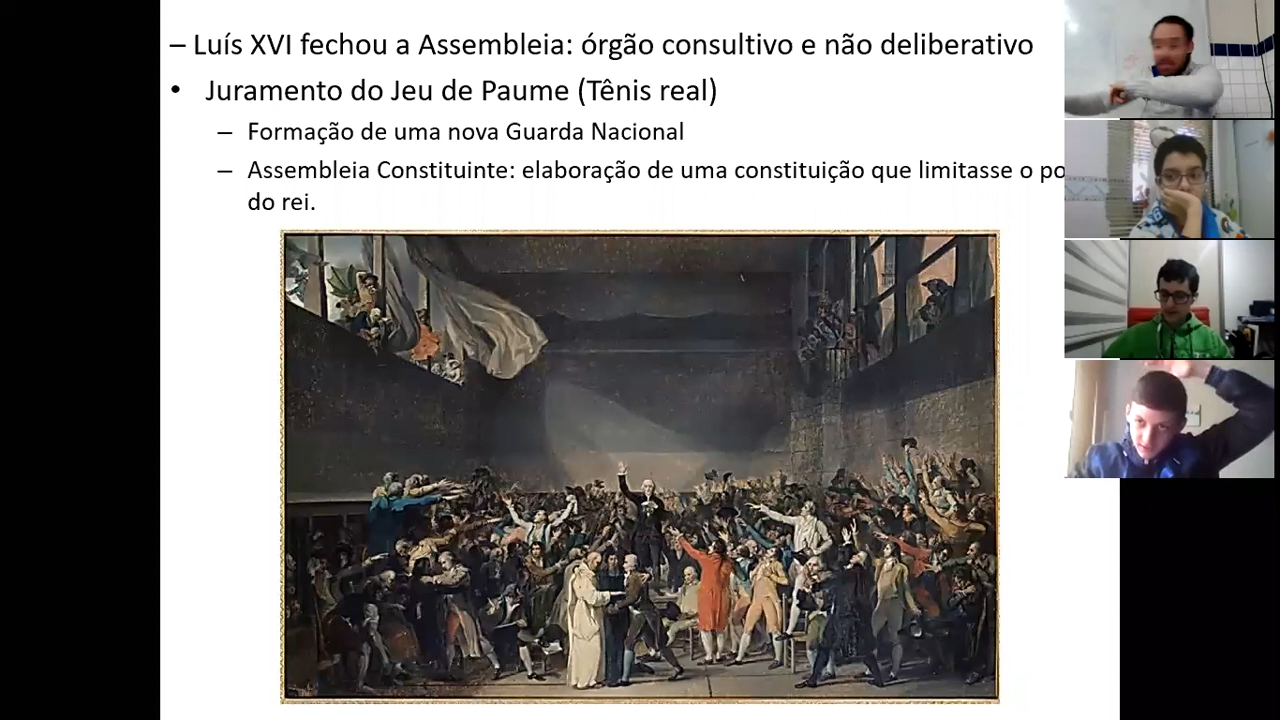 – Luís XVI fechou a Assembleia: órgão consultivo e não deliberativo
• Juramento do Jeu de Paume (Tênis real)
– Formação de uma nova Guarda Nacional
– Assembleia Constituinte: elaboração de uma constituição que limitasse o po
do rei.